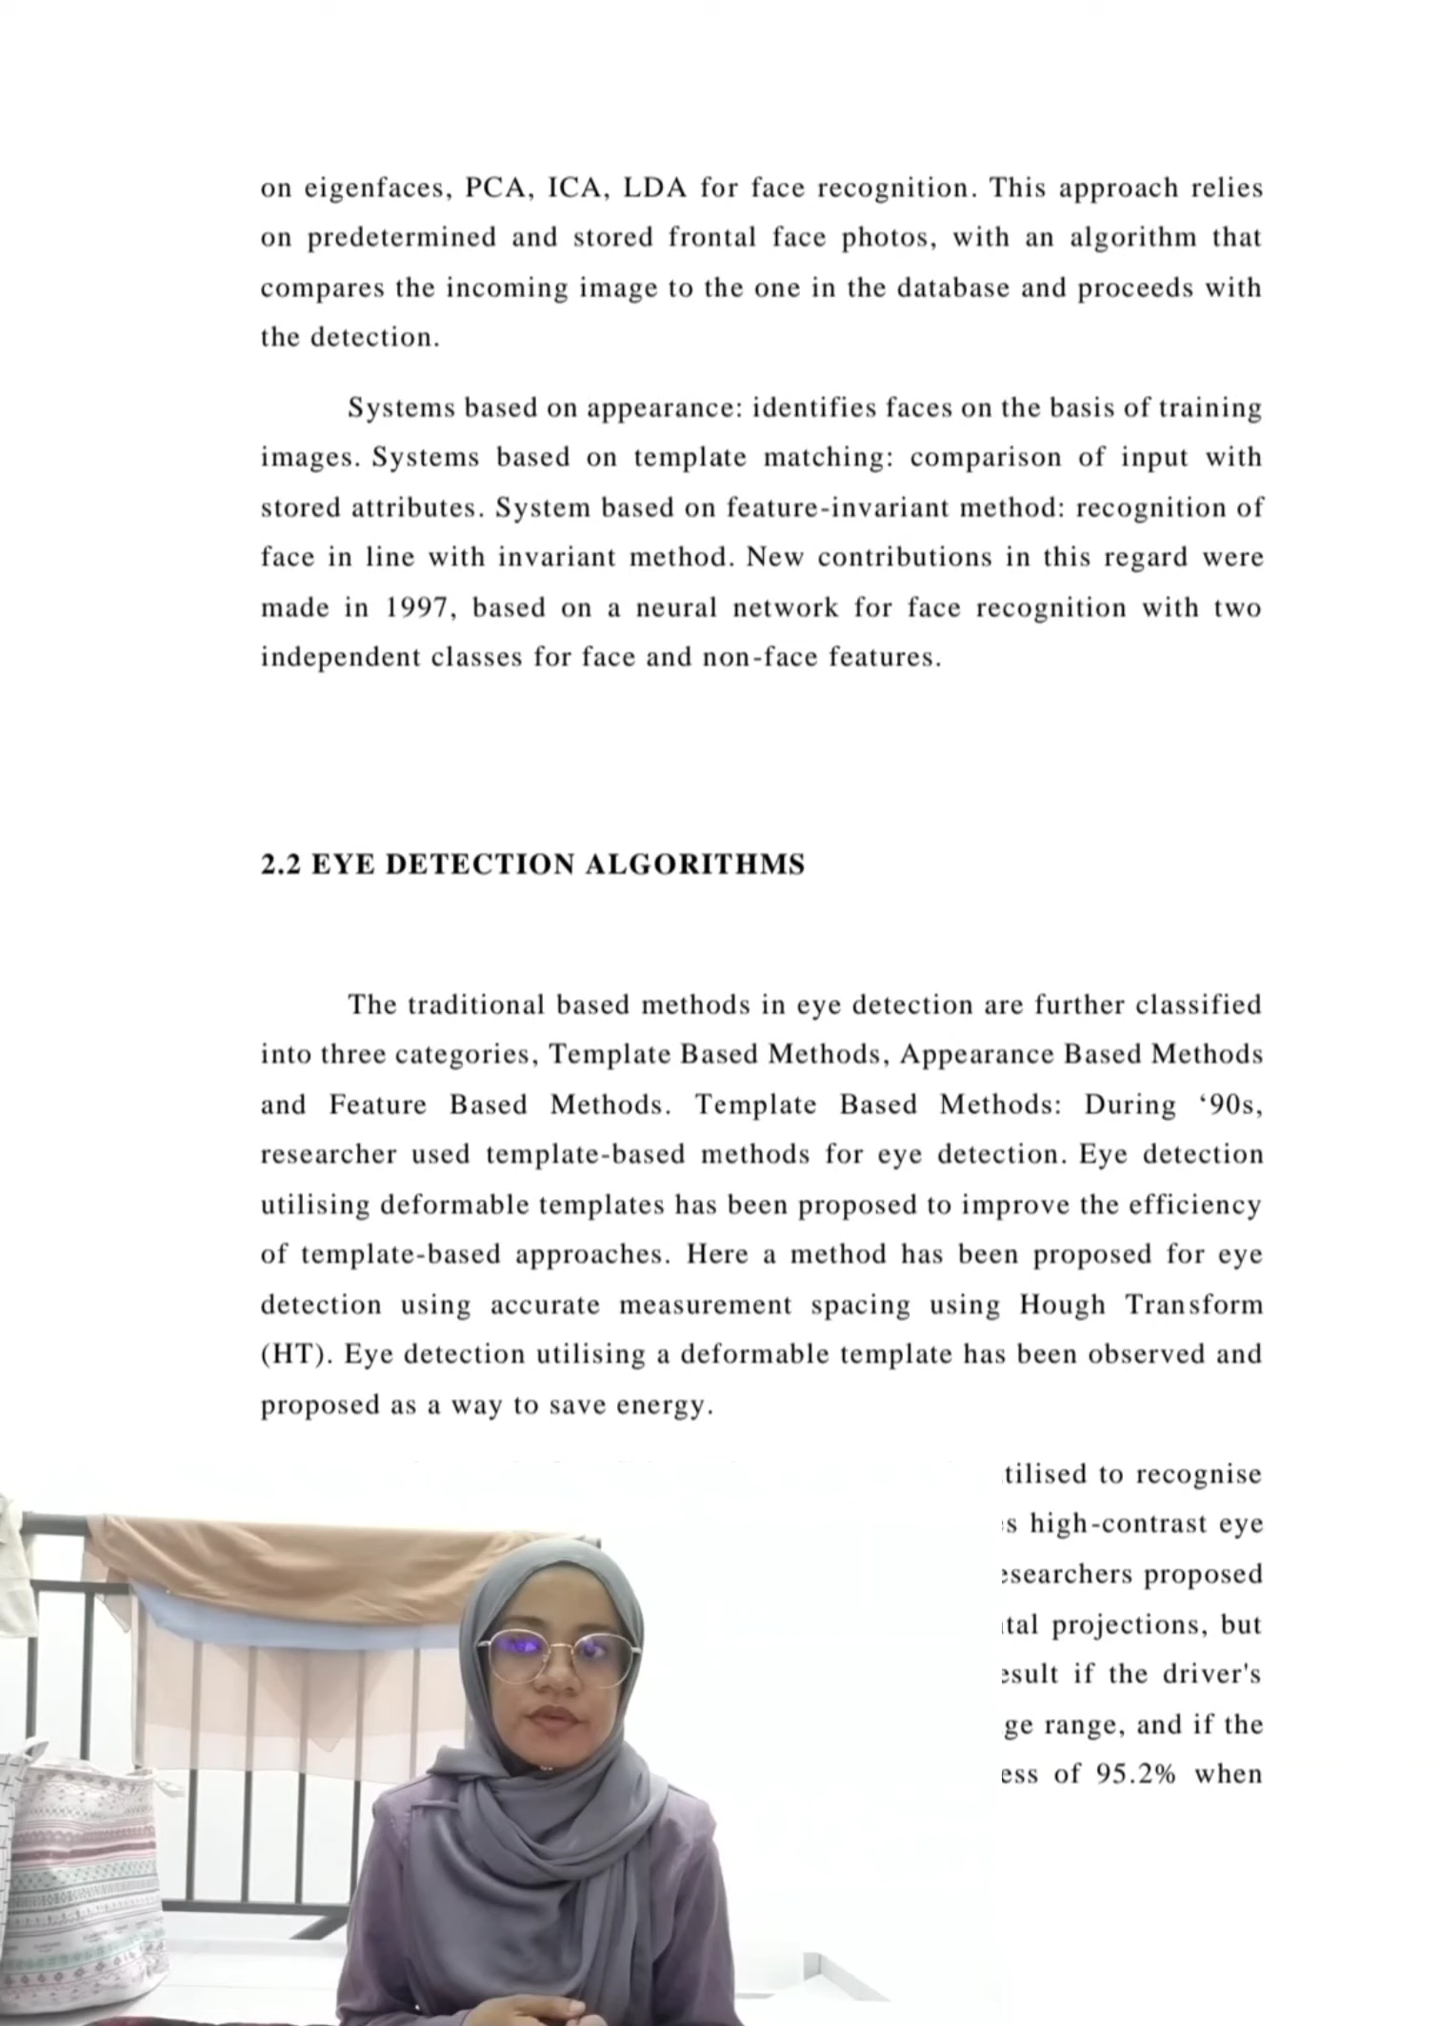 on eigenfaces, PCA, ICA, LDA for face recognition. This approach relies
on predetermined and stored frontal face photos, with an algorithm that
compares the incoming image to the one in the database and proceeds with
the detection.
Systems based on appearance: identifies faces on the basis of training
images. Systems based on template matching: comparison of input with
stored attributes. System based on feature-invariant method: recognition of
face in line with invariant method. New contributions in this regard were
made in 1997, based on a neural network for face recognition with two
independent classes for face and non-face features.
2.2 EYE DETECTION ALGORITHMS
The traditional based methods in eye detection are further classified
into three categories, Template Based Methods, Appearance Based Methods
and Feature Based Methods. Template Based Methods: During ‘90s,
researcher used template-based methods for eye detection. Eye detection
utilising deformable templates has been proposed to improve the efficiency
of template-based approaches. Here a method has been proposed for eye
detection using accurate measurement spacing using Hough Transform
(HT). Eye detection utilising a deformable template has been observed and
proposed as a way to save energy.
to recognise
high-contrast eye
proposed
projections, but
if the driver's
range, and if the
of 95.2% when